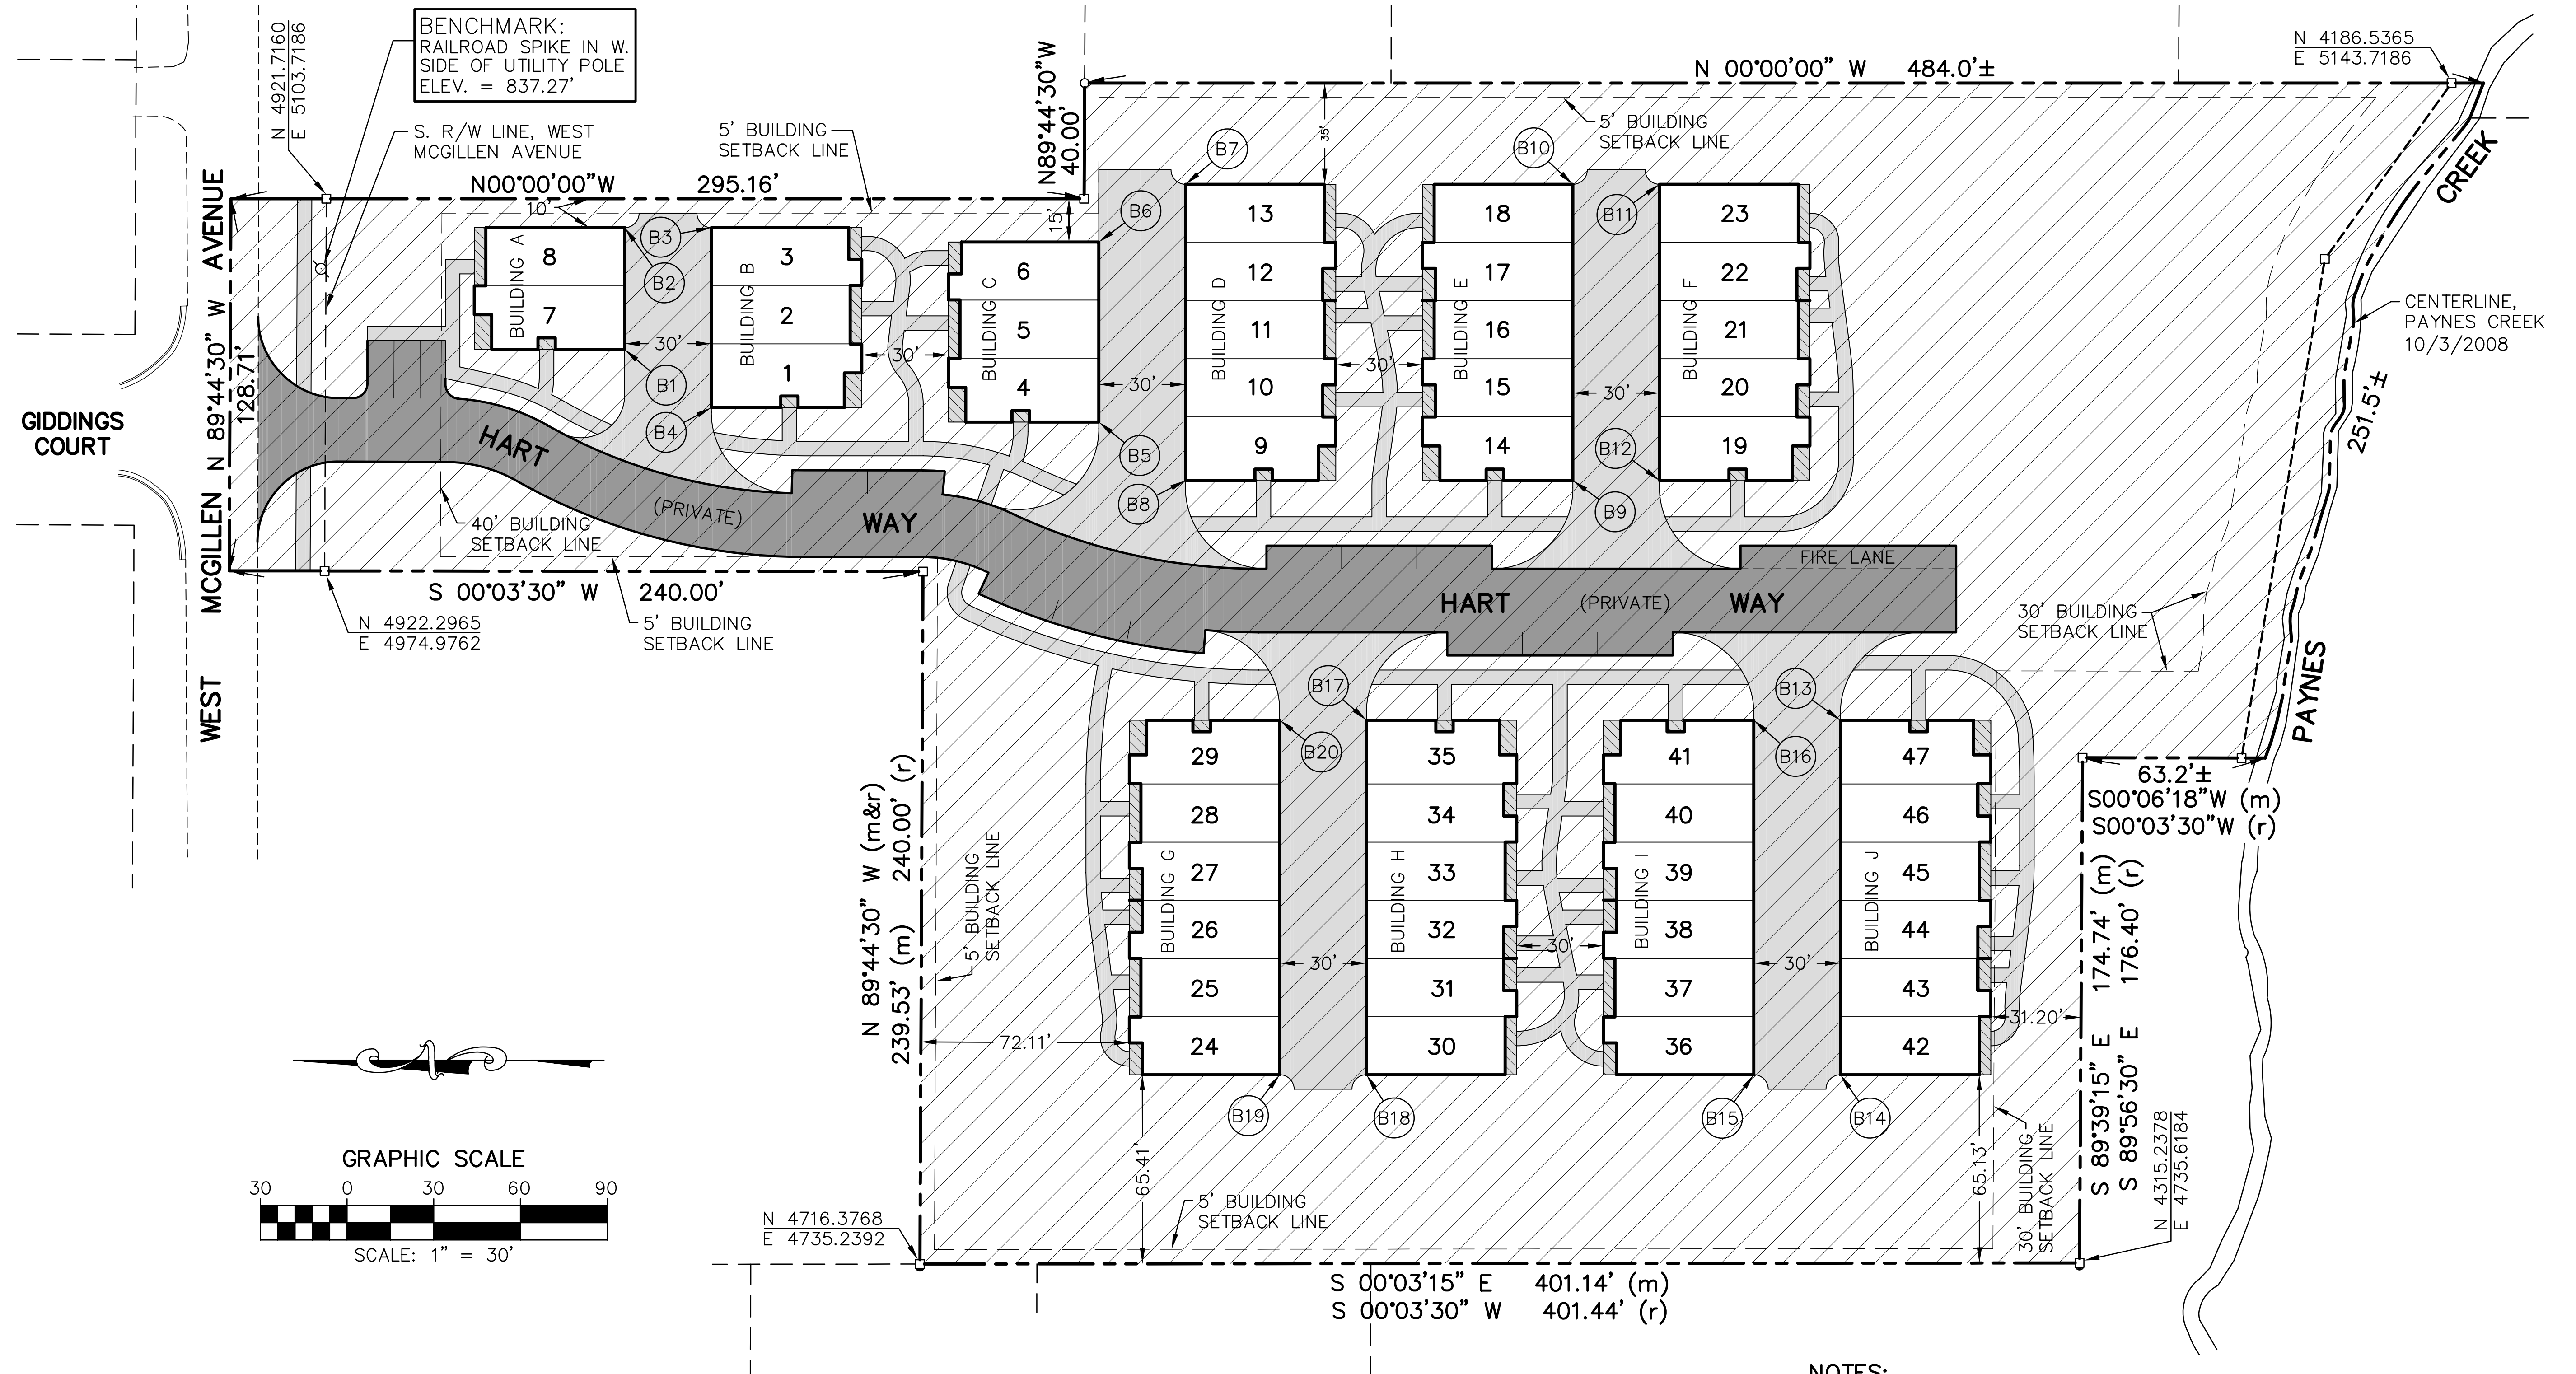 BENCHMARK:
RAILROAD SPIKE IN W.
SIDE OF UTILITY POLE
ELEV. = 837.27'
N 4921.7160
E 5103.7186
S. R/W LINE, WEST
MCGILLEN AVENUE
5' BUILDING
SETBACK LINE
N89°44'30"W
40.00'
N 00°00'00" W 484.0'±
N 4186.5365
E 5143.7186
5' BUILDING
SETBACK LINE
35'
N00°00'00"W 295.16'
10'
15'
PAYNES CREEK
CENTERLINE,
PAYNES CREEK
10/3/2008
251.5'±
WEST MCGILLEN AVENUE
N 89°44'30" W
128.71'
GIDDINGS
COURT
BUILDING A
8
7
B1
B2
B3
B4
30'
BUILDING B
3
2
1
30'
BUILDING C
6
5
4
B5
B6
B7
B8
30'
BUILDING D
13
12
11
10
9
30'
BUILDING E
18
17
16
15
14
B9
B10
B11
B12
30'
BUILDING F
23
22
21
20
19
HART (PRIVATE) WAY
40' BUILDING
SETBACK LINE
S 00°03'30" W 240.00'
N 4922.2965
E 4974.9762
5' BUILDING
SETBACK LINE
FIRE LANE
HART (PRIVATE) WAY
30' BUILDING
SETBACK LINE
63.2'±
S00°06'18"W (m)
S00°03'30"W (r)
N 89°44'30" W (m&r)
239.53' (m) 240.00' (r)
5' BUILDING
SETBACK LINE
72.11'
BUILDING G
29
28
27
26
25
24
B17
B18
B19
B20
30'
BUILDING H
35
34
33
32
31
30
30'
BUILDING I
41
40
39
38
37
36
B13
B14
B15
B16
30'
BUILDING J
47
46
45
44
43
42
31.20'
S 89°39'15" E 174.74' (m)
S 89°56'30" E 176.40' (r)
N 4315.2378
E 4735.6184
65.41'
65.13'
30' BUILDING
SETBACK LINE
5' BUILDING
SETBACK LINE
N 4716.3768
E 4735.2392
S 00°03'15" E 401.14' (m)
S 00°03'30" W 401.44' (r)
N
GRAPHIC SCALE
30 0 30 60 90
SCALE: 1" = 30'
NOTES: